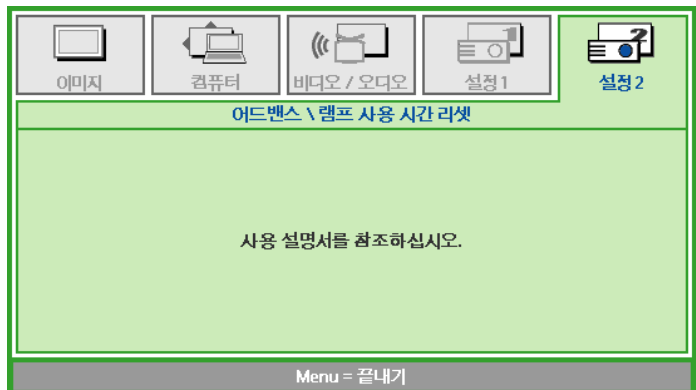 이미지
컴퓨터
비디오 / 오디오
설정 1
설정 2
어드밴스 \ 램프 사용 시간 리셋
사용 설명서를 참조하십시오.
Menu = 끝내기